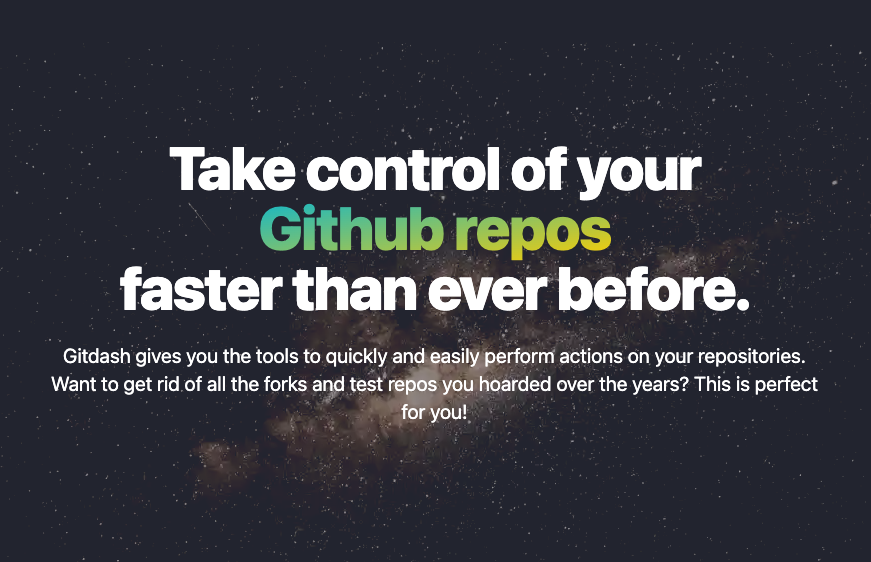 Take control of your
Github repos
faster than ever before.
Gitdash gives you the tools to quickly and easily perform actions on your repositories.
Want to get rid of all the forks and test repos you hoarded over the years? This is perfect
for you!